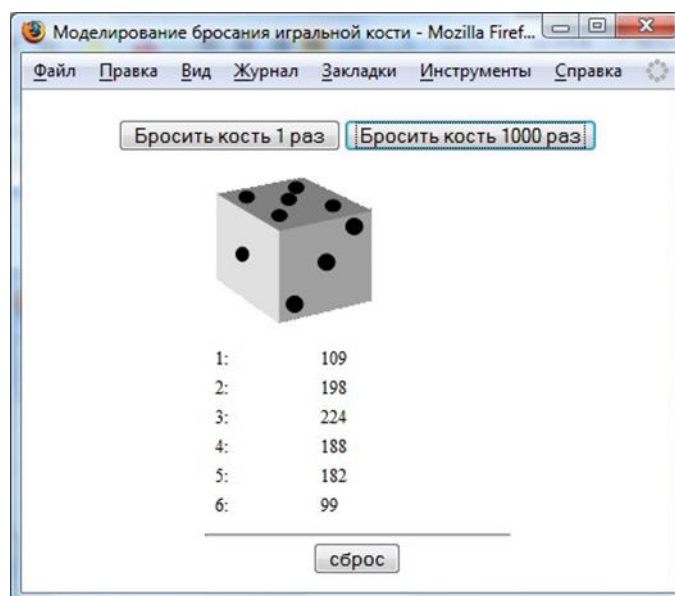 Моделирование бросания игральной кости - Mozilla Firef...
Файл Правка Вид Журнал Закладки Инструменты Справка
Бросить кость 1 раз Бросить кость 1000 раз
1: 109
2: 198
3: 224
4: 188
5: 182
6: 99
сброс